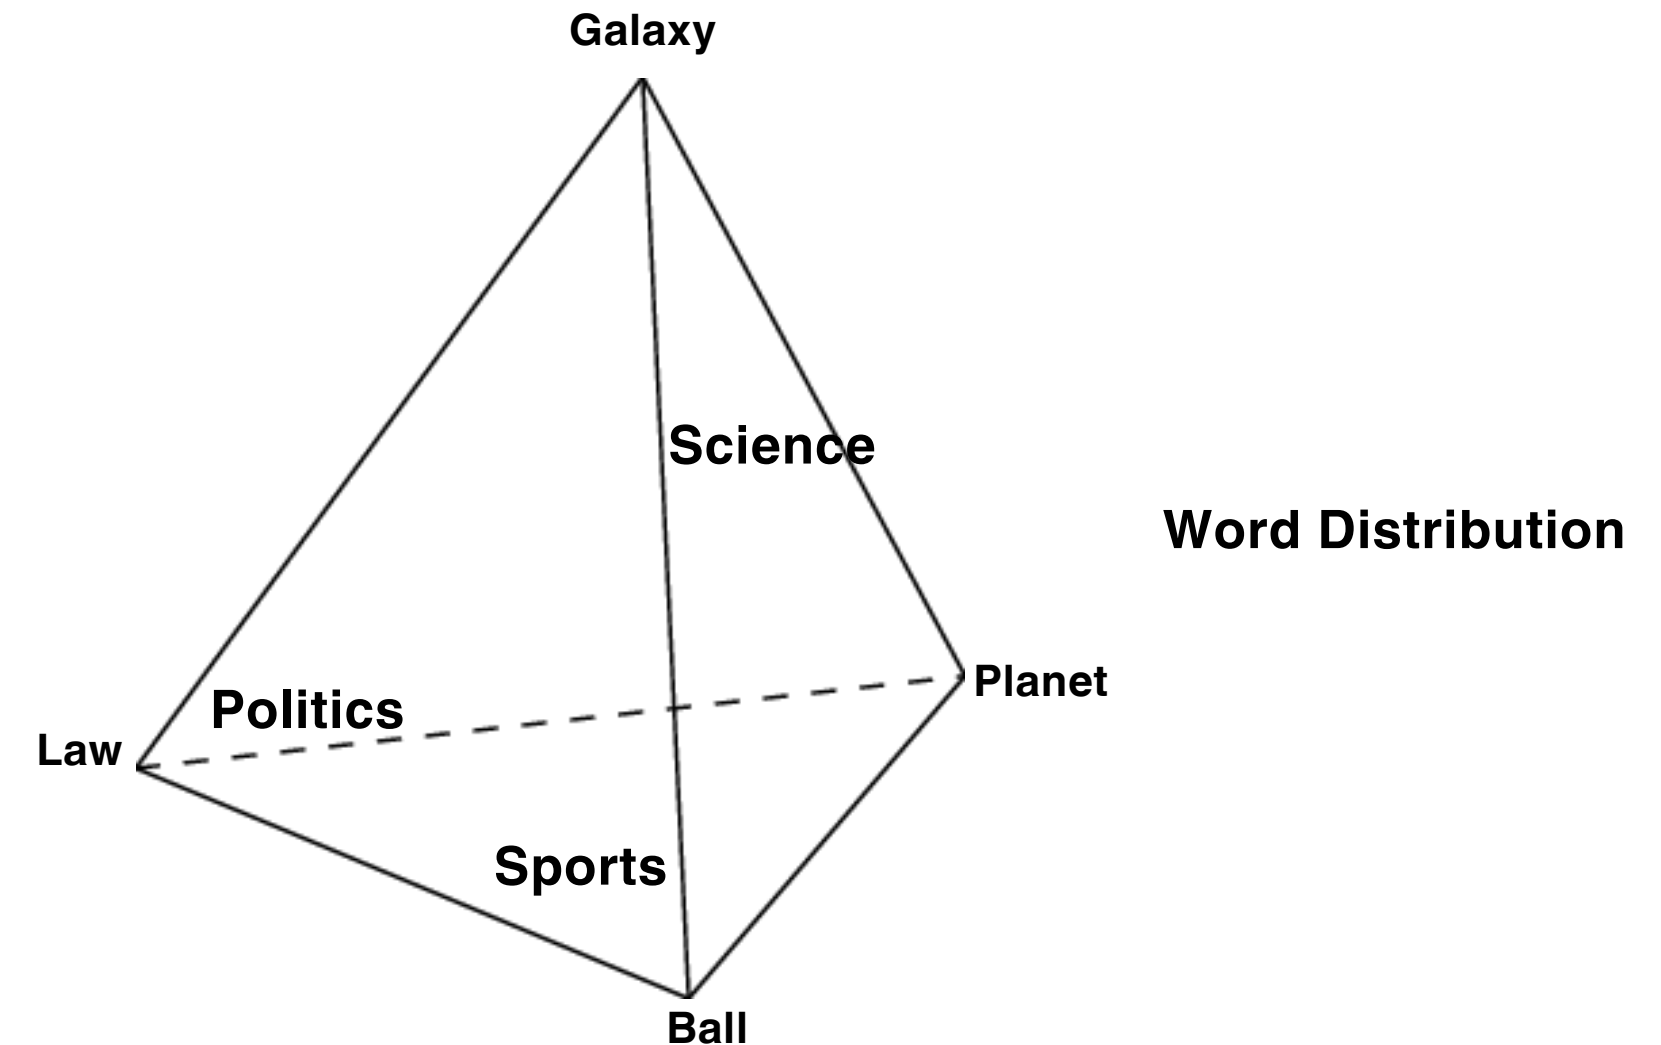 Galaxy
Science
Word Distribution
Planet
Politics
Law
Sports
Ball